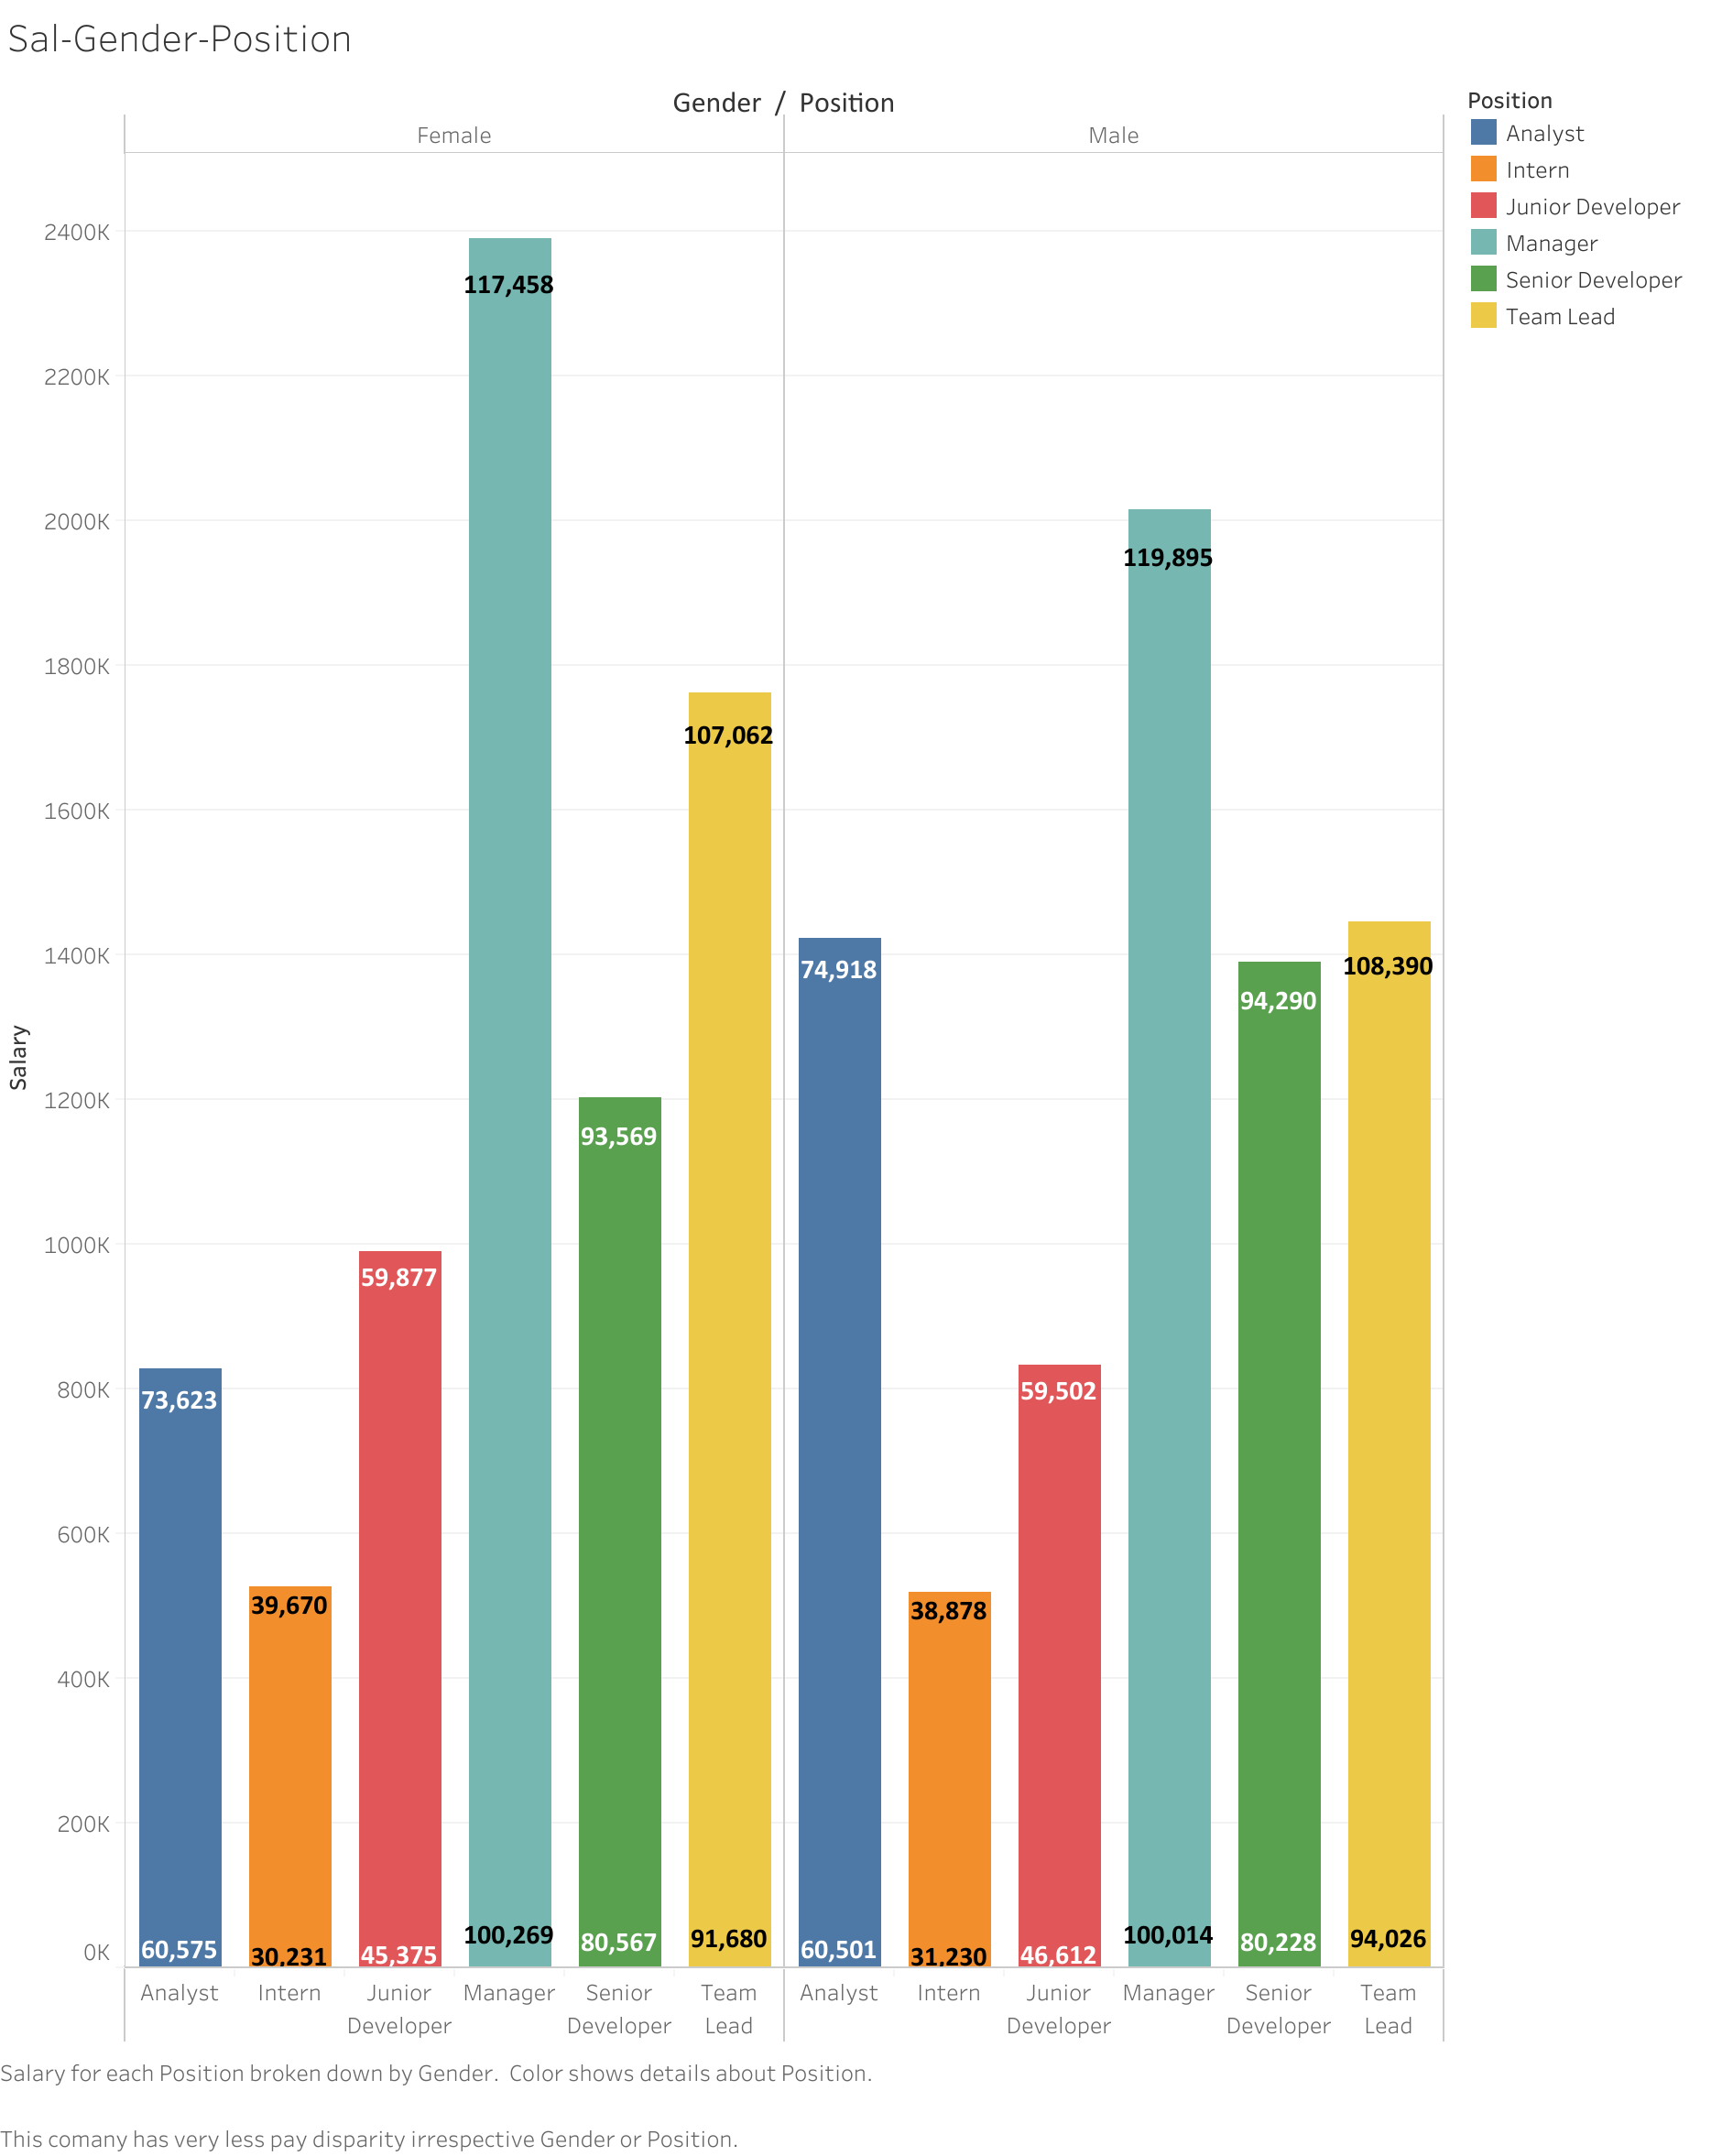 Sal-Gender-Position
Gender / Position
Female
Male
Position
Analyst
Intern
Junior Developer
Manager
Senior Developer
Team Lead
Salary
2400K
2200K
2000K
1800K
1600K
1400K
1200K
1000K
800K
600K
400K
200K
0K
117,458
119,895
107,062
74,918
108,390
94,290
93,569
59,877
59,502
73,623
39,670
38,878
60,575
30,231
45,375
100,269
80,567
91,680
60,501
31,230
46,612
100,014
80,228
94,026
Analyst
Intern
Junior
Developer
Manager
Senior
Developer
Team
Lead
Analyst
Intern
Junior
Developer
Manager
Senior
Developer
Team
Lead
Salary for each Position broken down by Gender.  Color shows details about Position.
This comany has very less pay disparity irrespective Gender or Position.